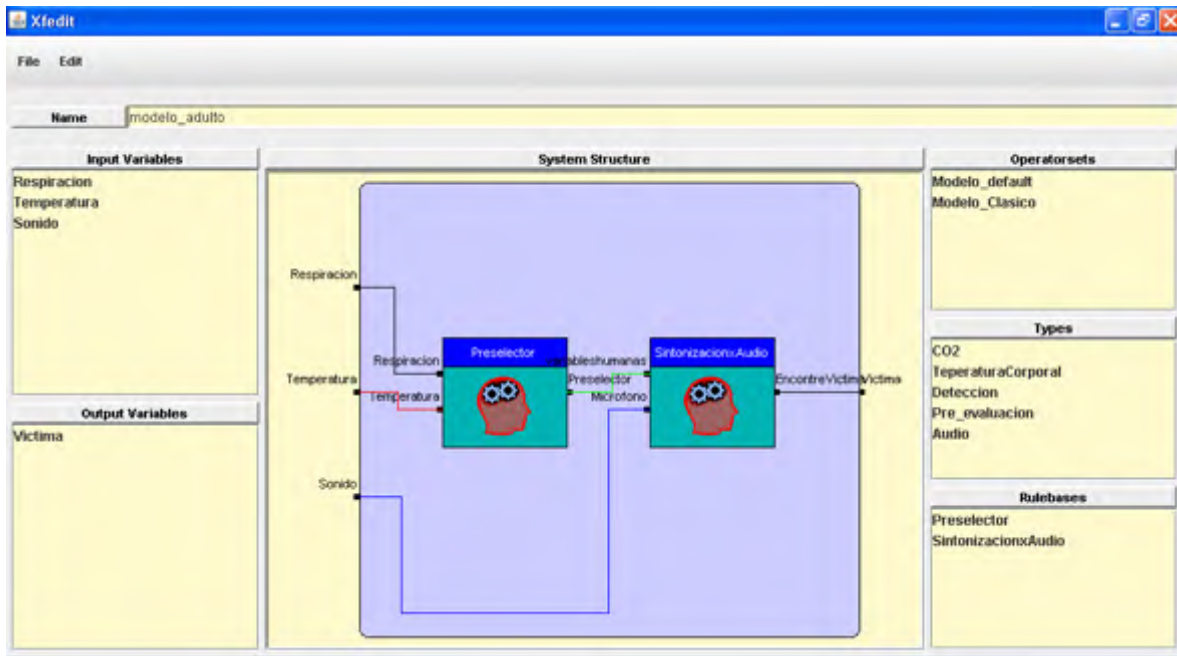 Xfedit
File Edit
Name modelo_adulto
Input Variables
Respiracion
Temperatura
Sonido
Output Variables
Victima
System Structure
Respiracion
Temperatura
Sonido
Respiracion
Temperatura
Preselector
Preselector
variableshumanas
Microfono
SintonizacionxAudio
EncontreVictima
Victima
Operatorsets
Modelo_default
Modelo_Clasico
Types
CO2
TeperaturaCorporal
Deteccion
Pre_evaluacion
Audio
Rulebases
Preselector
SintonizacionxAudio